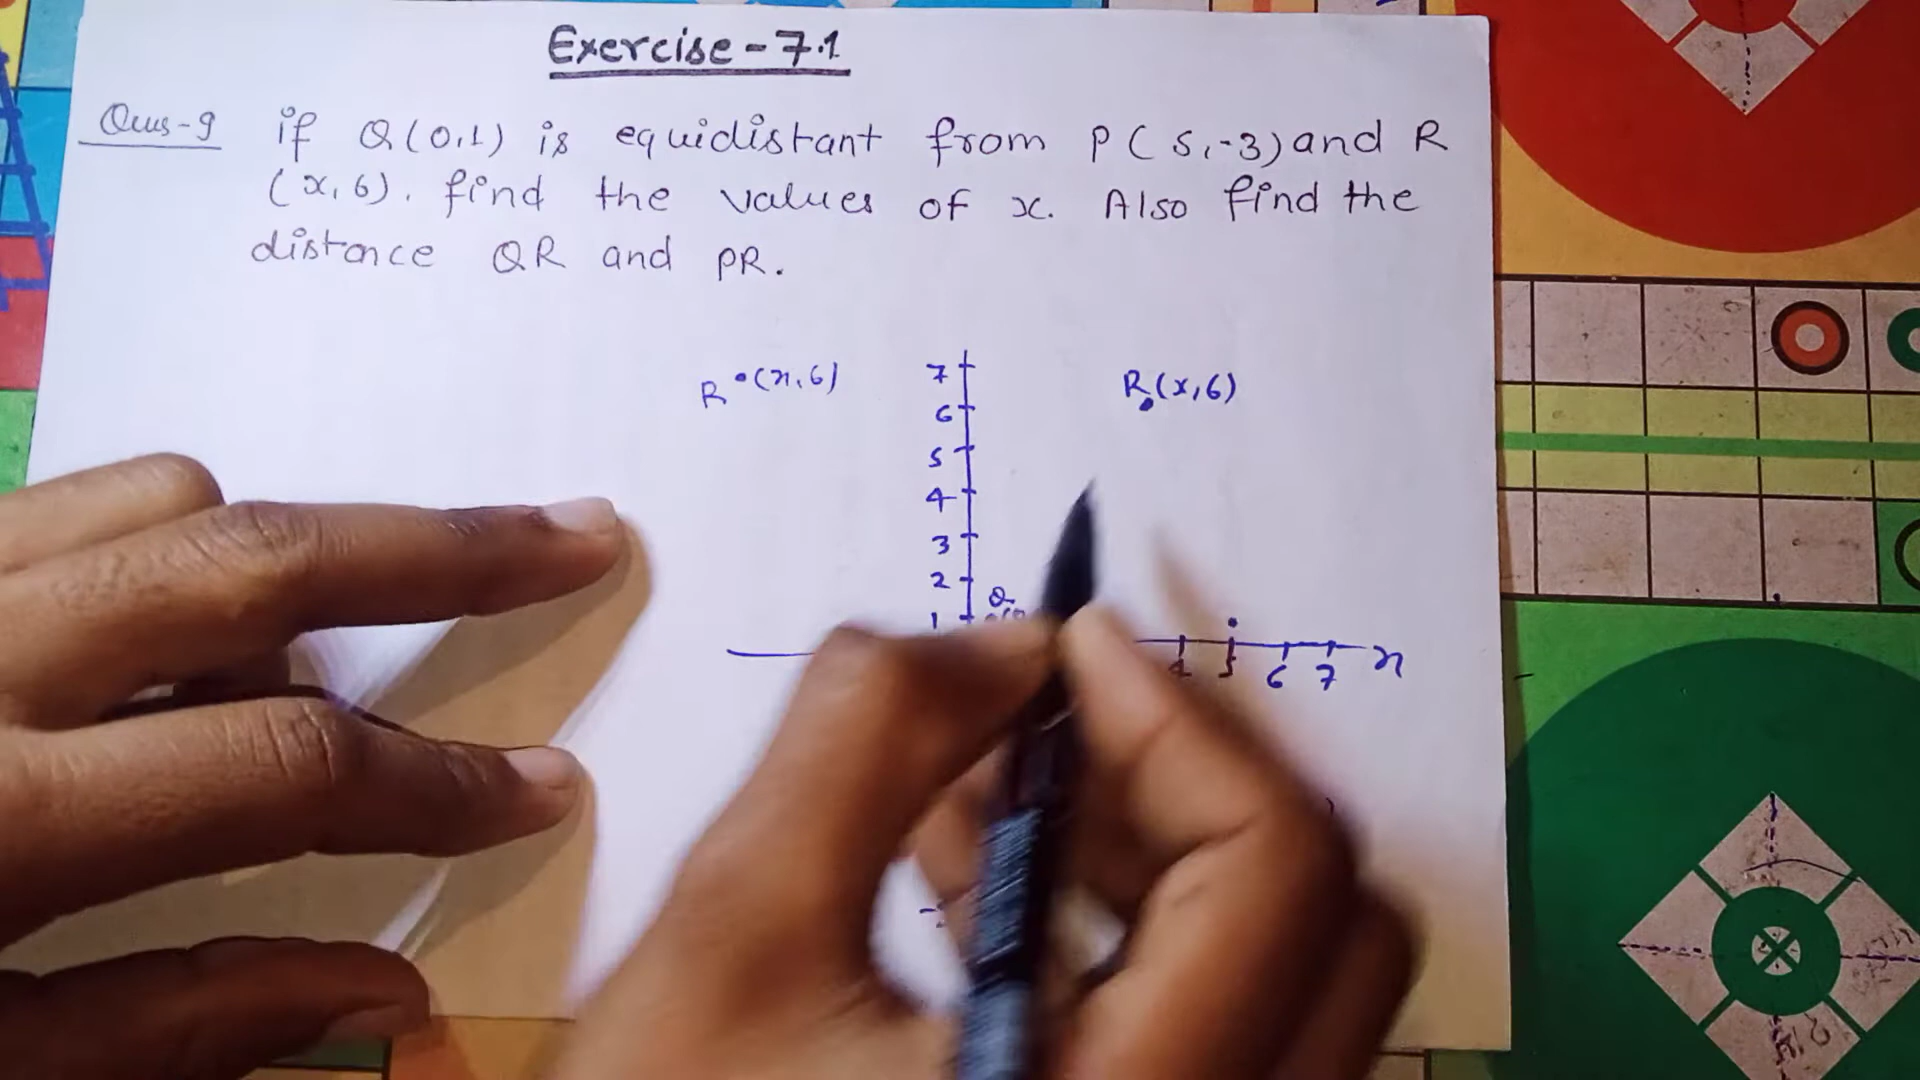 Exercise-7.1
Ques-9 if Q(0,1) is equidistant from P(5,-3) and R
(x,6). find the values of x. Also find the
distance QR and PR.
R (x,6)
7
R(x,6)
6
5
4
3
2
Q
1
4
5
6
7
x